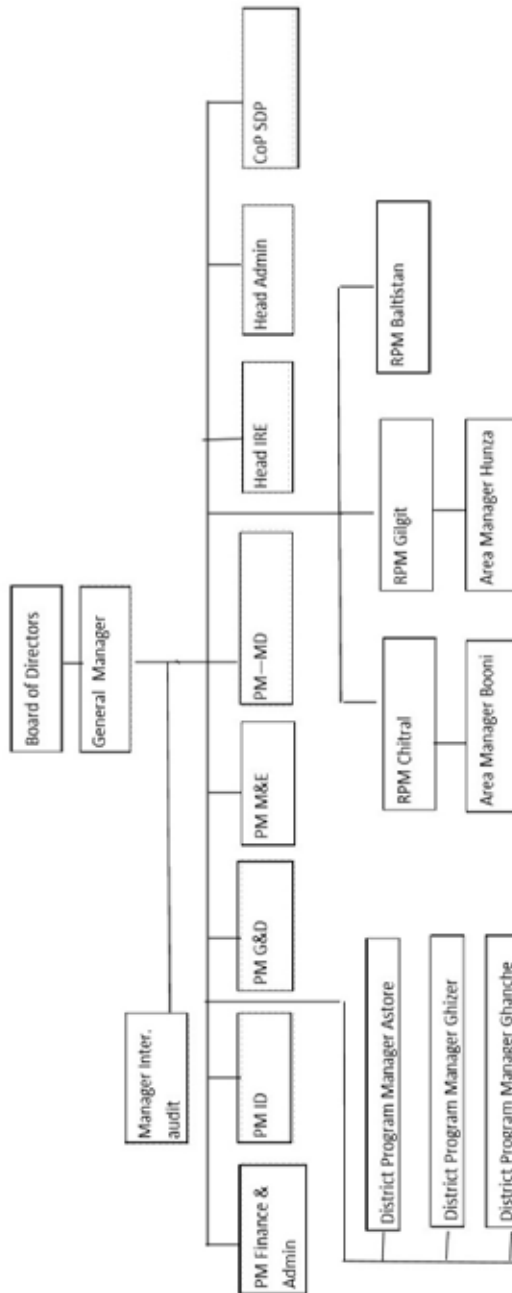 Board of Directors
General Manager
Manager Inter.
audit
PM Finance &
Admin
PM ID
PM G&D
PM M&E
PM—MD
Head IRE
Head Admin
CoP SDP
District Program Manager Astore
District Program Manager Ghizer
District Program Manager Ghanche
RPM Chitral
RPM Gilgit
RPM Baltistan
Area Manager Booni
Area Manager Hunza